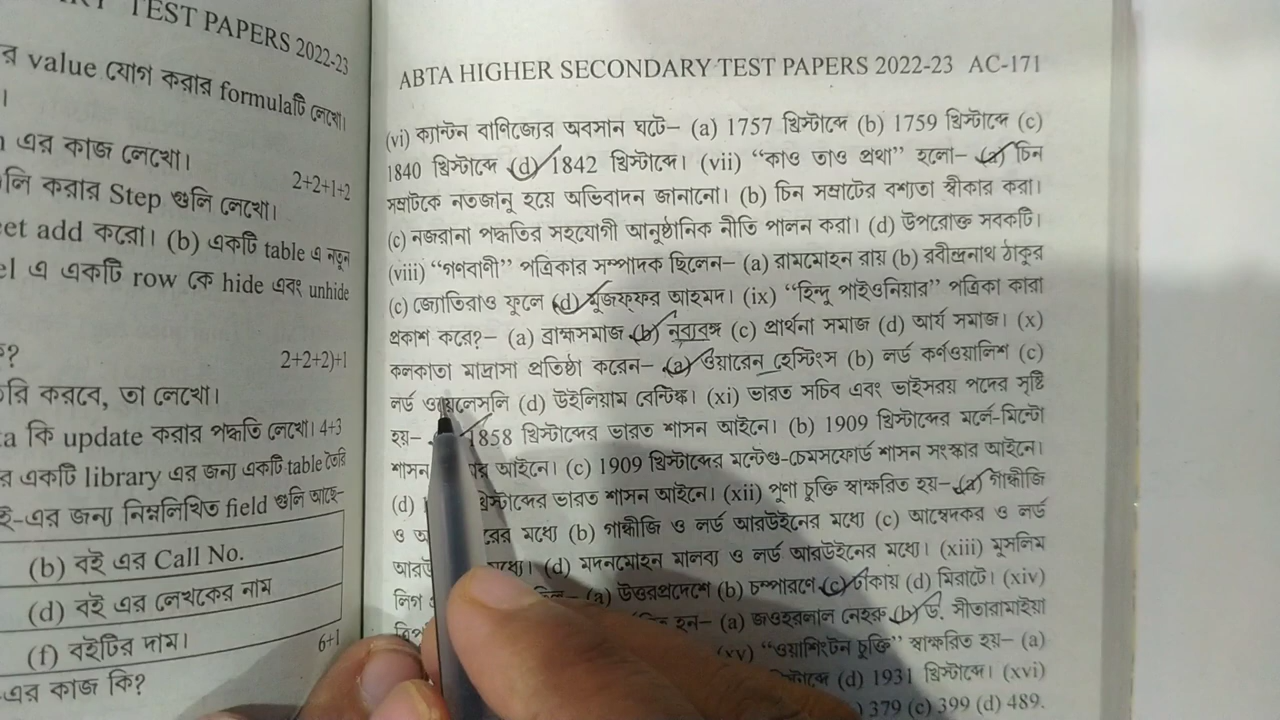 TEST PAPERS 2022-23
র value যোগ করার formulaটি লেখো।
।
এর কাজ লেখো।
2+2+1+2
লি করার Step গুলি লেখো।
et add করো। (b) একটি table এ নতুন
el এ একটি row কে hide এবং unhide
?
2+2+2)+1
রি করবে, তা লেখো।
a কি update করার পদ্ধতি লেখো। 4+3
র একটি library এর জন্য একটি table তৈরি
ই-এর জন্য নিম্নলিখিত field গুলি আছে–
(b) বই এর Call No.
(d) বই এর লেখকের নাম
(f) বইটির দাম।
6+1
এর কাজ কি?
ABTA HIGHER SECONDARY TEST PAPERS 2022-23 AC-171
(vi) ক্যান্টন বাণিজ্যের অবসান ঘটে– (a) 1757 খ্রিস্টাব্দে (b) 1759 খ্রিস্টাব্দে (c)
1840 খ্রিস্টাব্দে (d) 1842 খ্রিস্টাব্দে। (vii) “কাও তাও প্রথা” হলো– (a) চিন
সম্রাটকে নতজানু হয়ে অভিবাদন জানানো। (b) চিন সম্রাটের বশ্যতা স্বীকার করা।
(c) নজরানা পদ্ধতির সহযোগী আনুষ্ঠানিক নীতি পালন করা। (d) উপরোক্ত সবকটি।
(viii) “গণবাণী” পত্রিকার সম্পাদক ছিলেন– (a) রামমোহন রায় (b) রবীন্দ্রনাথ ঠাকুর
(c) জ্যোতিরাও ফুলে (d) মুজফ্ফর আহমদ। (ix) “হিন্দু পাইওনিয়ার” পত্রিকা কারা
প্রকাশ করে?– (a) ব্রাহ্মসমাজ (b) নব্যবঙ্গ (c) প্রার্থনা সমাজ (d) আর্য সমাজ। (x)
কলকাতা মাদ্রাসা প্রতিষ্ঠা করেন– (a) ওয়ারেন হেস্টিংস (b) লর্ড কর্ণওয়ালিশ (c)
লর্ড ওয়েলেসলি (d) উইলিয়াম বেন্টিঙ্ক। (xi) ভারত সচিব এবং ভাইসরয় পদের সৃষ্টি
হয়– 1858 খ্রিস্টাব্দের ভারত শাসন আইনে। (b) 1909 খ্রিস্টাব্দের মর্লে-মিন্টো
শাসন আইনে। (c) 1909 খ্রিস্টাব্দের মন্টেগু-চেমসফোর্ড শাসন সংস্কার আইনে।
(d) খ্রিস্টাব্দের ভারত শাসন আইনে। (xii) পুণা চুক্তি স্বাক্ষরিত হয়– (a) গান্ধীজি
ও মধ্যে (b) গান্ধীজি ও লর্ড আরউইনের মধ্যে (c) আম্বেদকর ও লর্ড
মধ্যে। (d) মদনমোহন মালব্য ও লর্ড আরউইনের মধ্যে। (xiii) মুসলিম
লিগ (a) উত্তরপ্রদেশে (b) চম্পারণে (c) ঢাকায় (d) মিরাটে। (xiv)
হন– (a) জওহরলাল নেহরু (b) ড. সীতারামাইয়া
(xv) “ওয়াশিংটন চুক্তি” স্বাক্ষরিত হয়– (a)
(d) 1931 খ্রিস্টাব্দে। (xvi)
379 (c) 399 (d) 489.